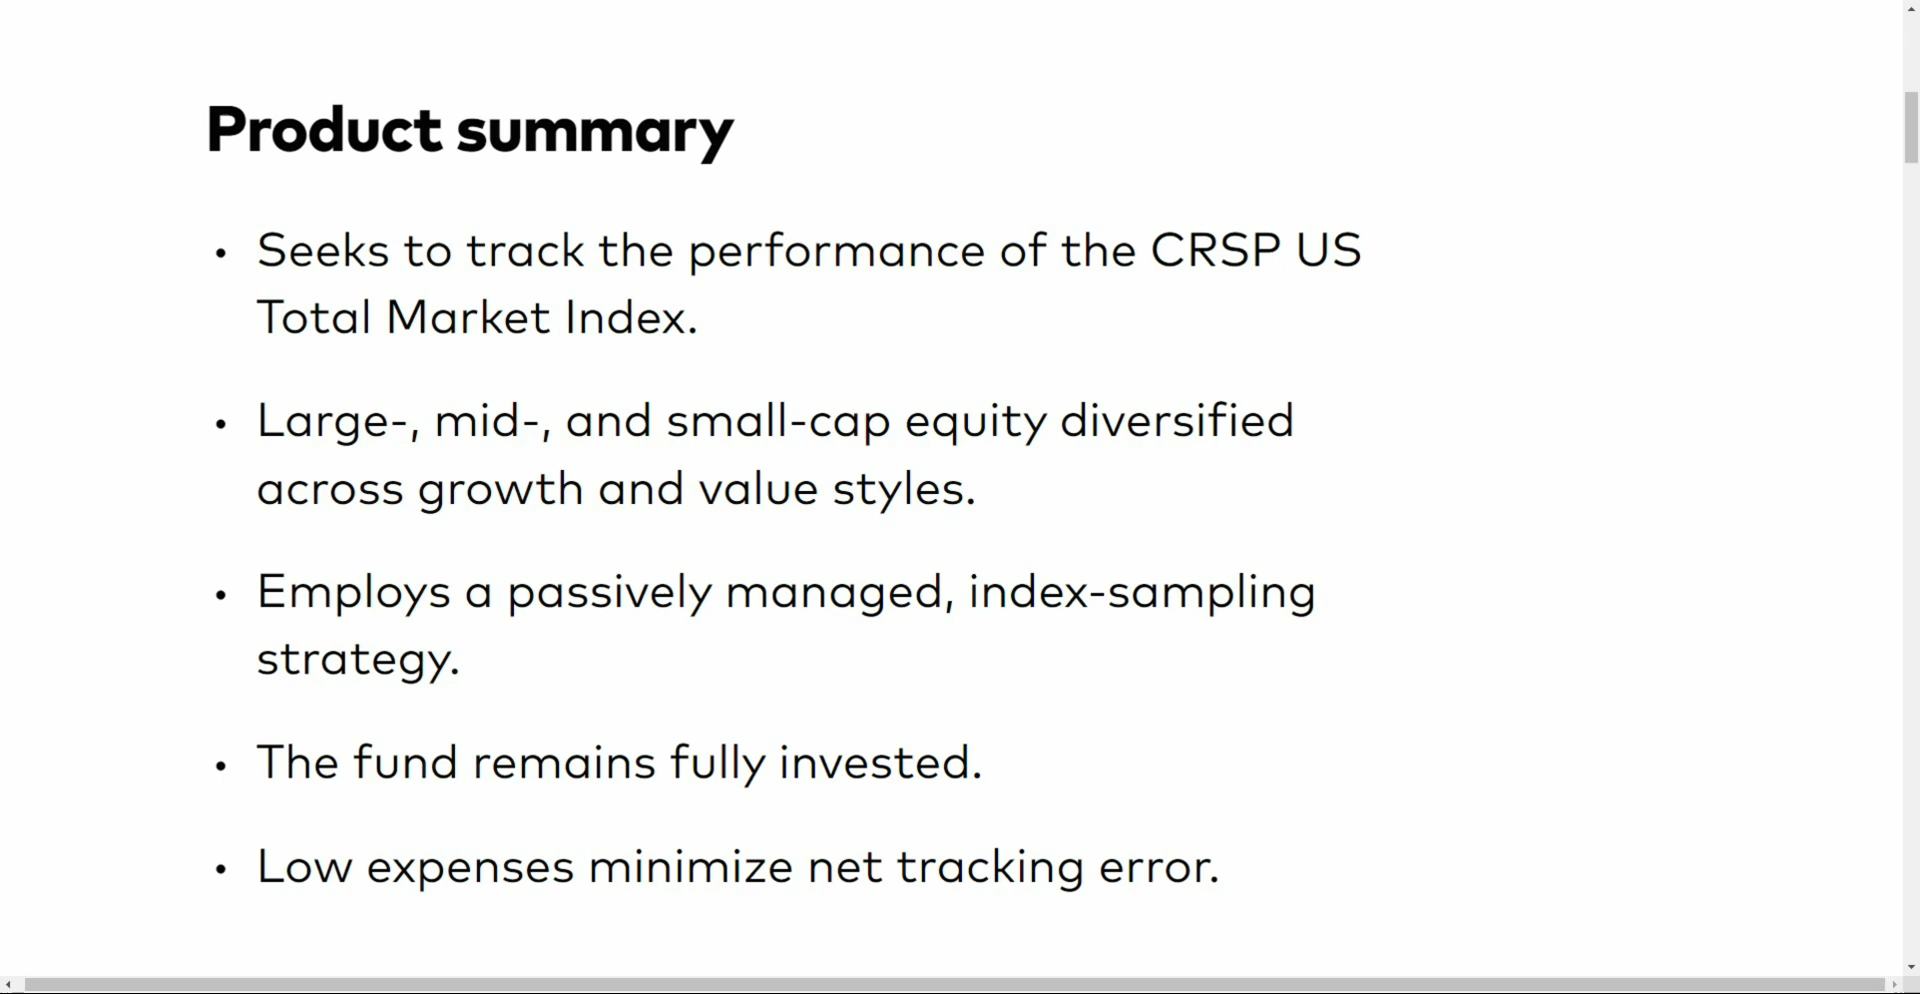 Product summary
• Seeks to track the performance of the CRSP US
Total Market Index.
• Large-, mid-, and small-cap equity diversified
across growth and value styles.
• Employs a passively managed, index-sampling
strategy.
• The fund remains fully invested.
• Low expenses minimize net tracking error.